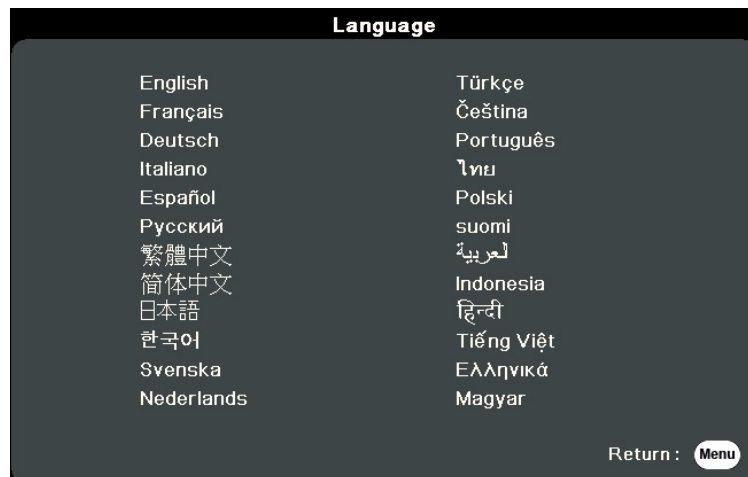 Language
English
Français
Deutsch
Italiano
Español
Русский
繁體中文
简体中文
日本語
한국어
Svenska
Nederlands
Türkçe
Čeština
Português
ไทย
Polski
suomi
العربية
Indonesia
हिन्दी
Tiếng Việt
Ελληνικά
Magyar
Return : Menu